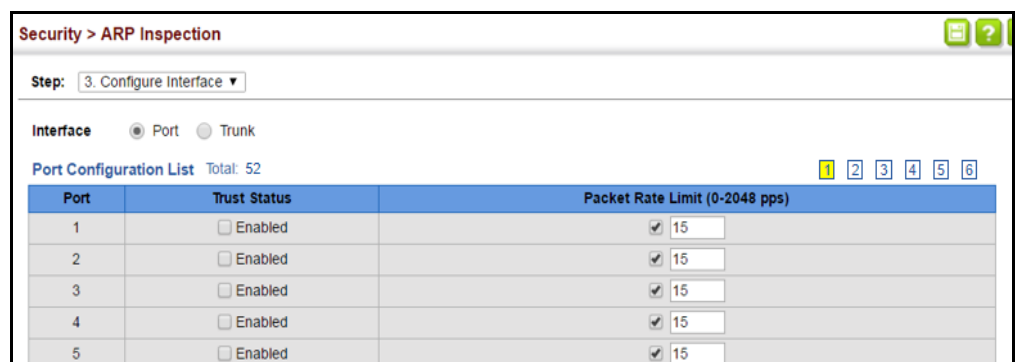 Security > ARP Inspection
?
Step: 3. Configure Interface ▼
Interface Port Trunk
Port Configuration List Total: 52 1 2 3 4 5 6
Port Trust Status Packet Rate Limit (0-2048 pps)
1 Enabled 15
2 Enabled 15
3 Enabled 15
4 Enabled 15
5 Enabled 15